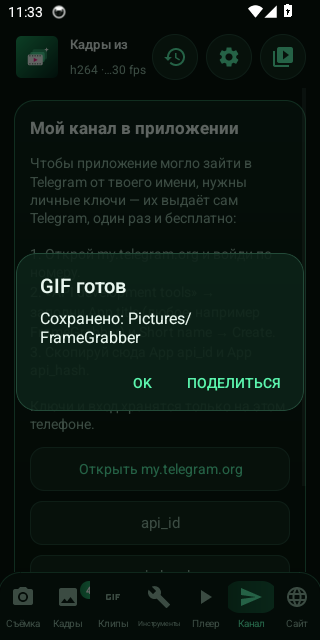 11:33
Кадры из
h264 ·...30 fps
Мой канал в приложении
Чтобы приложение могло зайти в
Telegram от твоего имени, нужны
личные ключи — их выдаёт сам
Telegram, один раз и бесплатно:
GIF готов
Сохранено: Pictures/
FrameGrabber
OK
ПОДЕЛИТЬСЯ
телефоне.
Открыть my.telegram.org
api_id
4
GIF
Съёмка
Кадры
Клипы
Инструменты
Плеер
Канал
Сайт